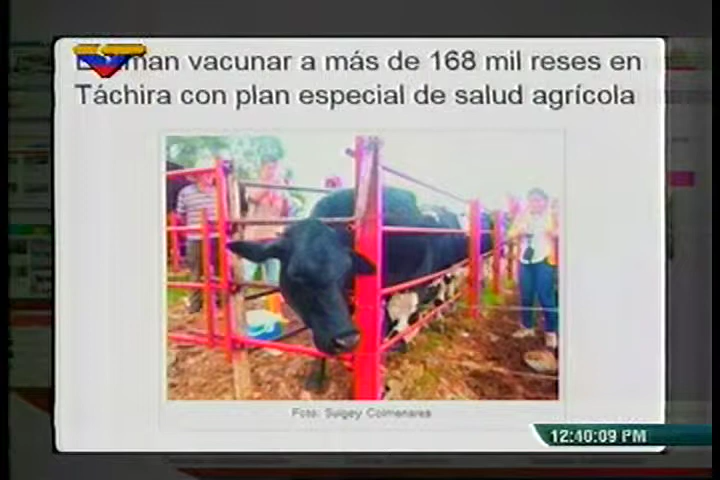 vacunar a más de 168 mil reses en
Táchira con plan especial de salud agrícola
Foto: Sulgey Colmenares
12:40:09 PM